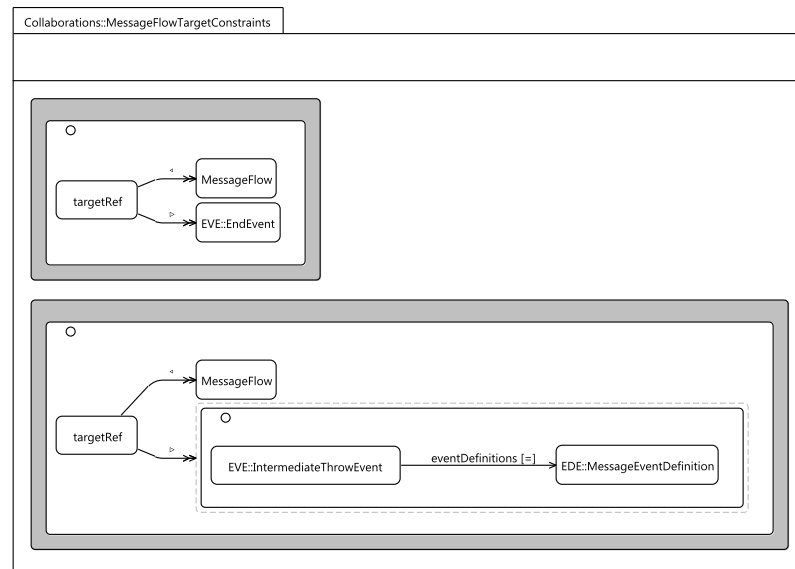 Collaborations::MessageFlowTargetConstraints
MessageFlow
targetRef
EVE::EndEvent
MessageFlow
targetRef
eventDefinitions [=]
EVE::IntermediateThrowEvent
EDE::MessageEventDefinition